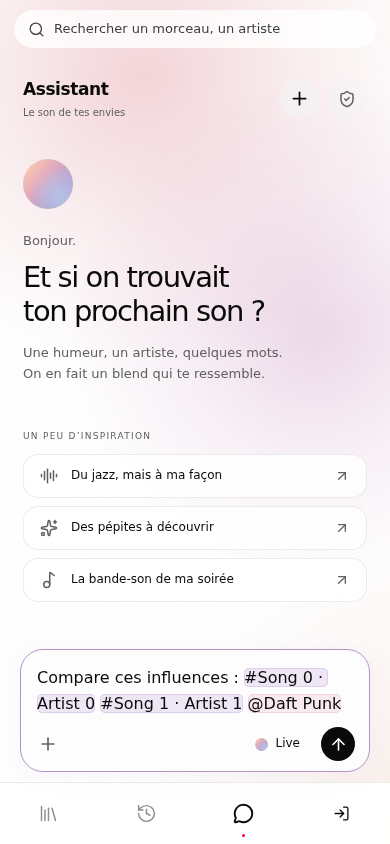 Rechercher un morceau, un artiste
Assistant
Le son de tes envies
Bonjour.
Et si on trouvait
ton prochain son ?
Une humeur, un artiste, quelques mots.
On en fait un blend qui te ressemble.
UN PEU D’INSPIRATION
Du jazz, mais à ma façon
Des pépites à découvrir
La bande-son de ma soirée
Compare ces influences : #Song 0 ·
Artist 0 #Song 1 · Artist 1 @Daft Punk
Live